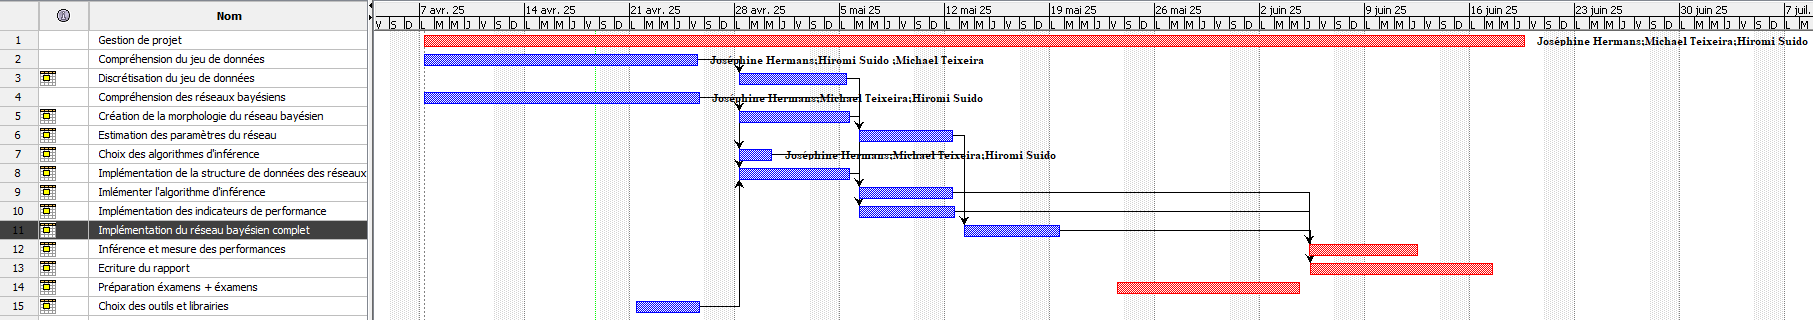 Nom
7 avr. 25 14 avr. 25 21 avr. 25 28 avr. 25 5 mai 25 12 mai 25 19 mai 25 26 mai 25 2 juin 25 9 juin 25 16 juin 25 23 juin 25 30 juin 25 7 juil.
V S D L M M J V S D L M M J V S D L M M J V S D L M M J V S D L M M J V S D L M M J V S D L M M J V S D L M M J V S D L M M J V S D L M M J V S D L M M J V S D L M M J V S D L M M J V S D L M
1 Gestion de projet Joséphine Hermans;Michael Teixeira;Hiromi Suido
2 Compréhension du jeu de données Joséphine Hermans;Hiromi Suido ;Michael Teixeira
3 Discrétisation du jeu de données
4 Compréhension des réseaux bayésiens Joséphine Hermans;Michael Teixeira;Hiromi Suido
5 Création de la morphologie du réseau bayésien
6 Estimation des paramètres du réseau
7 Choix des algorithmes d'inférence Joséphine Hermans;Michael Teixeira;Hiromi Suido
8 Implémentation de la structure de données des réseaux
9 Imlémenter l'algorithme d'inférence
10 Implémentation des indicateurs de performance
11 Implémentation du réseau bayésien complet
12 Inférence et mesure des performances
13 Ecriture du rapport
14 Préparation éxamens + éxamens
15 Choix des outils et librairies